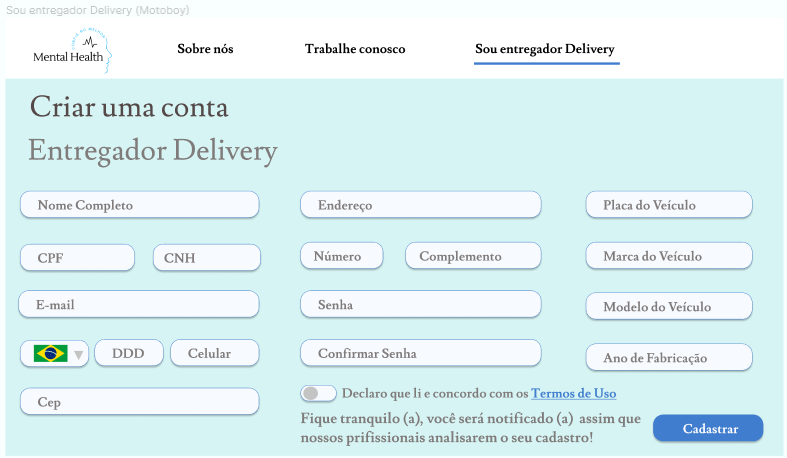 Sou entregador Delivery (Motoboy)
Mental Health
Sobre nós
Trabalhe conosco
Sou entregador Delivery
Criar uma conta
Entregador Delivery
Nome Completo
Endereço
Placa do Veículo
CPF
CNH
Número
Complemento
Marca do Veículo
E-mail
Senha
Modelo do Veículo
DDD
Celular
Confirmar Senha
Ano de Fabricação
Cep
Declaro que li e concordo com os Termos de Uso
Fique tranquilo (a), você será notificado (a) assim que
nossos prifissionais analisarem o seu cadastro!
Cadastrar